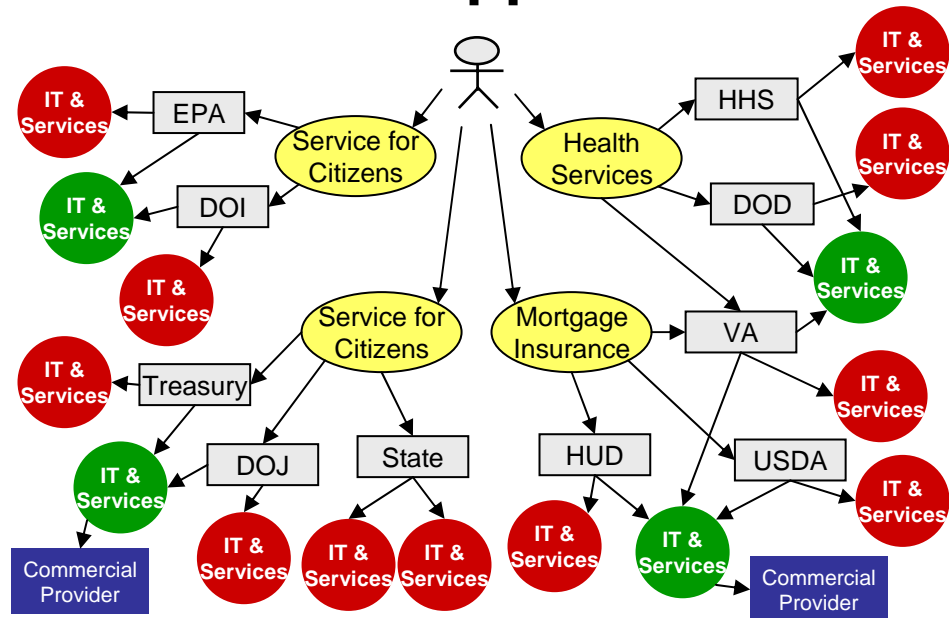 IT &
Services
EPA
Service for
Citizens
IT &
Services
DOI
IT &
Services
Health
Services
HHS
IT &
Services
IT &
Services
DOD
IT &
Services
Service for
Citizens
IT &
Services
Treasury
IT &
Services
DOJ
State
IT &
Services
IT &
Services
IT &
Services
Commercial
Provider
Mortgage
Insurance
VA
IT &
Services
HUD
USDA
IT &
Services
IT &
Services
IT &
Services
Commercial
Provider